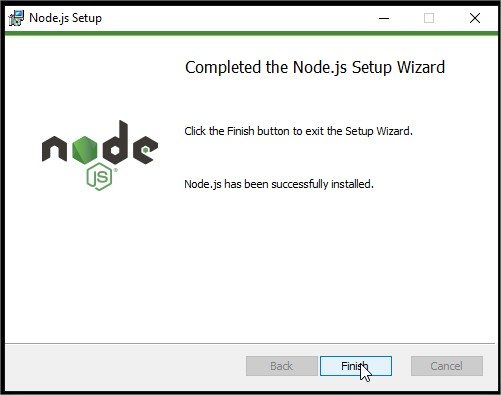 Node.js Setup
Completed the Node.js Setup Wizard
Click the Finish button to exit the Setup Wizard.
node
JS®
Node.js has been successfully installed.
Back
Finish
Cancel